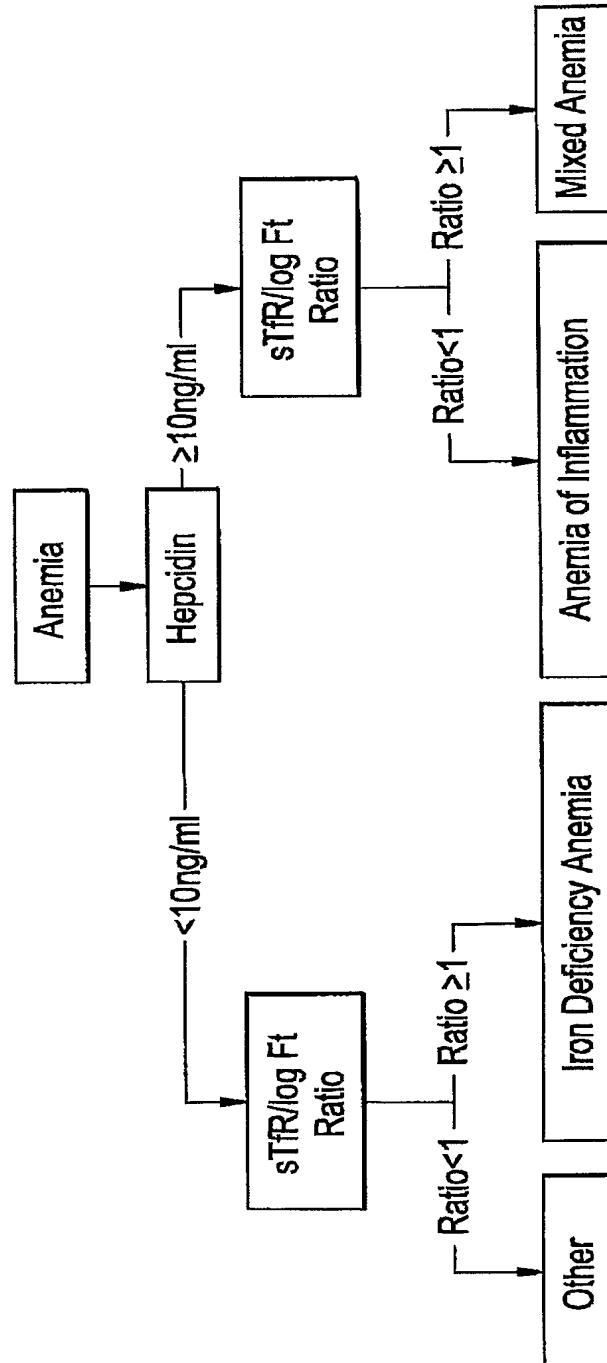 Anemia
Hepcidin
<10ng/ml
≥10ng/ml
sTfR/log Ft
Ratio
sTfR/log Ft
Ratio
Ratio<1
Ratio ≥1
Ratio<1
Ratio ≥1
Other
Iron Deficiency Anemia
Anemia of Inflammation
Mixed Anemia